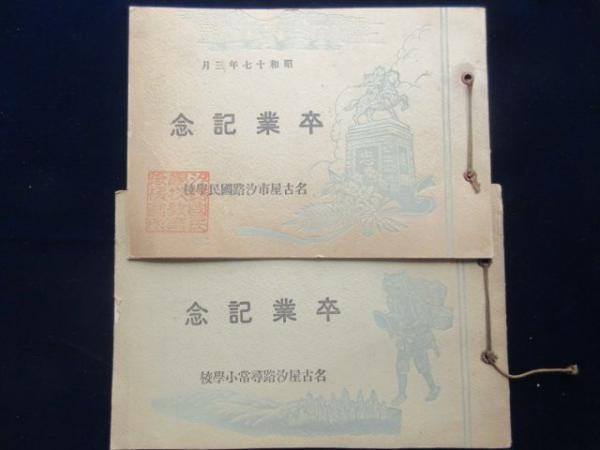 昭和十七年三月
卒業記念
名古屋市汐路國民學校
卒業記念
名古屋汐路尋常小學校